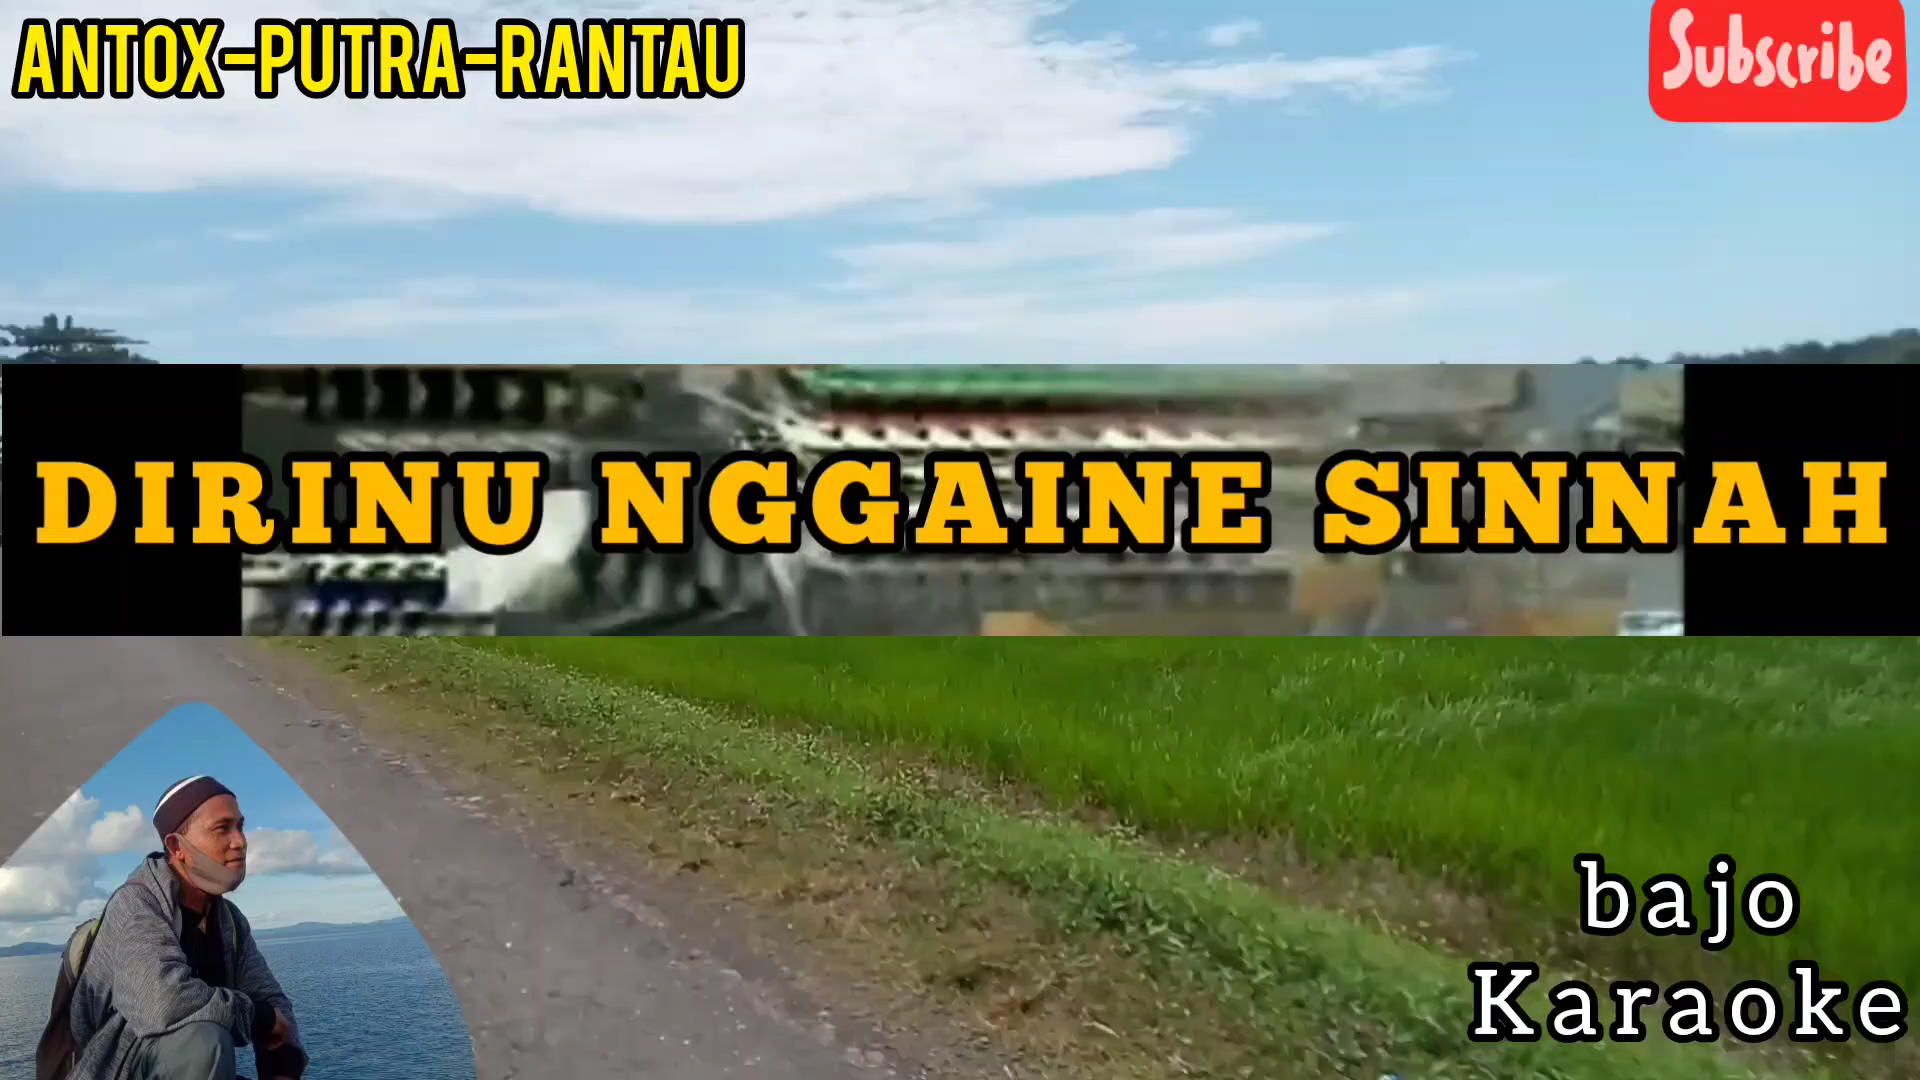 ANTOX-PUTRA-RANTAU
Subscribe
DIRINU NGGAINE SINNAH
bajo
Karaoke